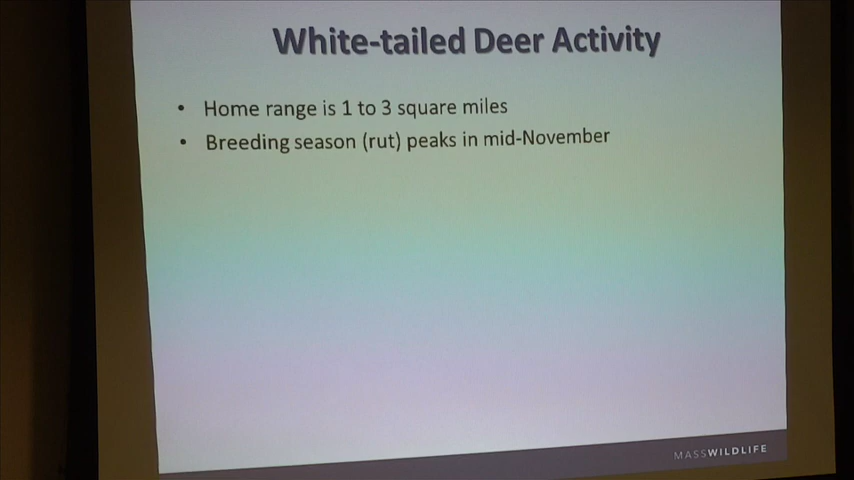 White-tailed Deer Activity
• Home range is 1 to 3 square miles
• Breeding season (rut) peaks in mid-November
MASSWILDLIFE